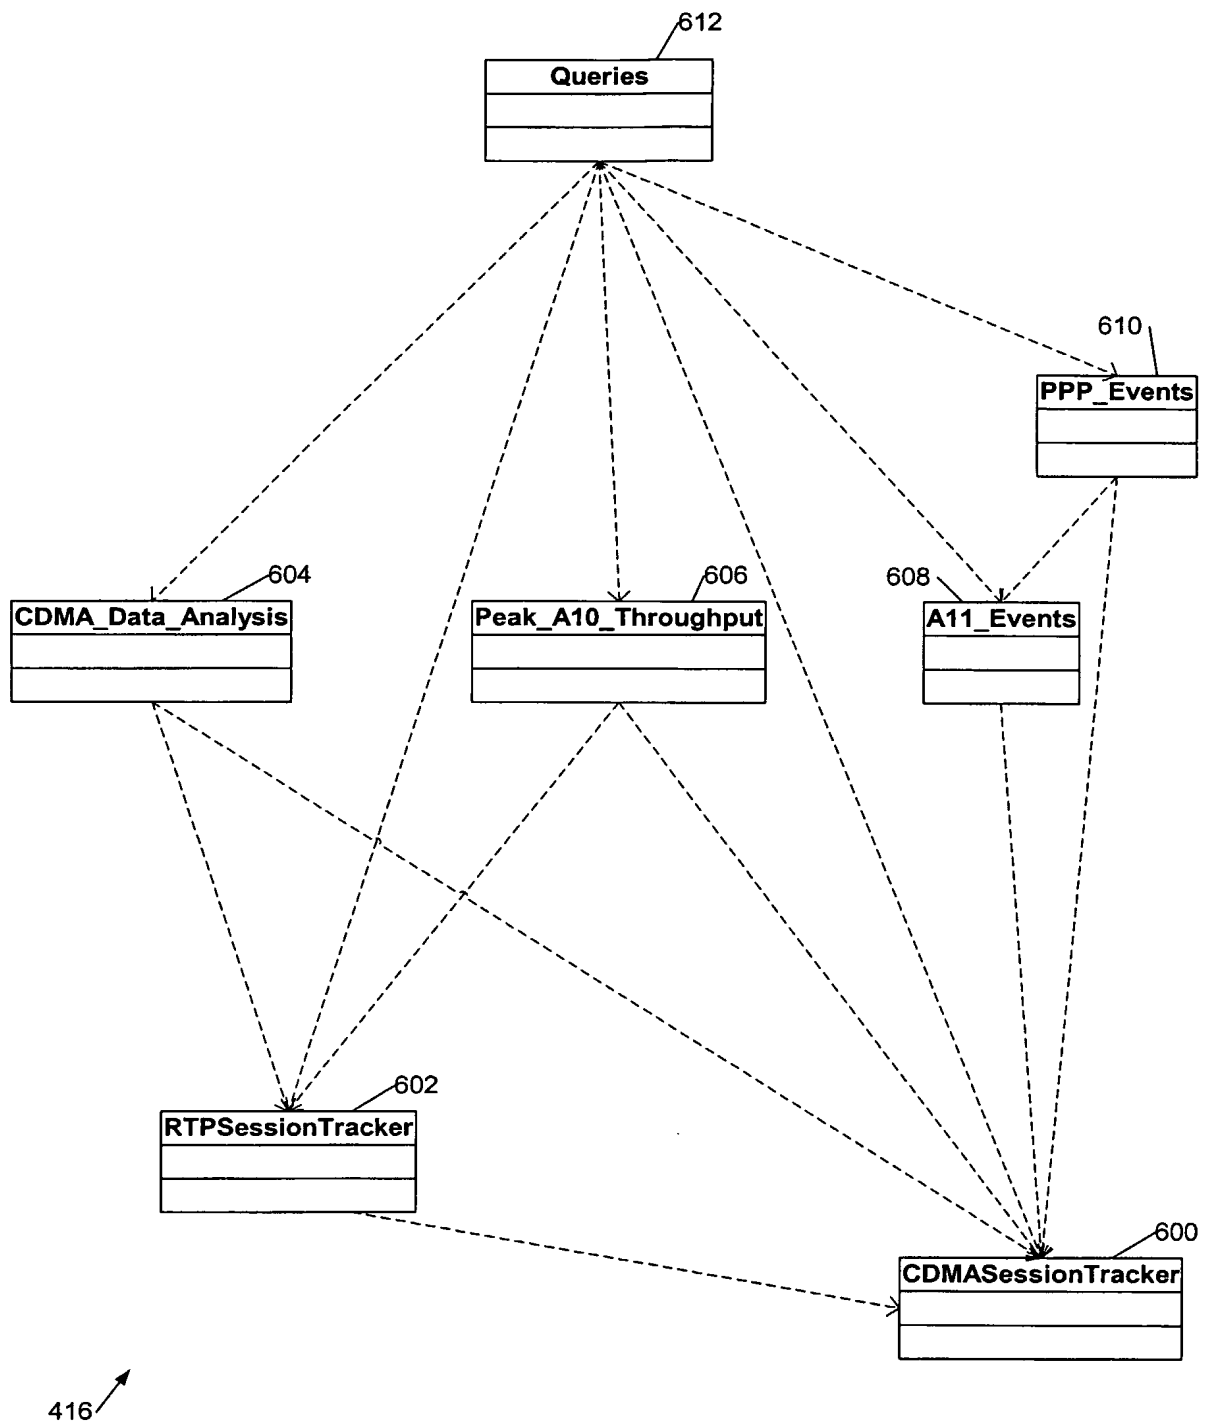 612
Queries
610
PPP_Events
604
606
608
CDMA_Data_Analysis
Peak_A10_Throughput
A11_Events
602
RTPSessionTracker
600
CDMASessionTracker
416